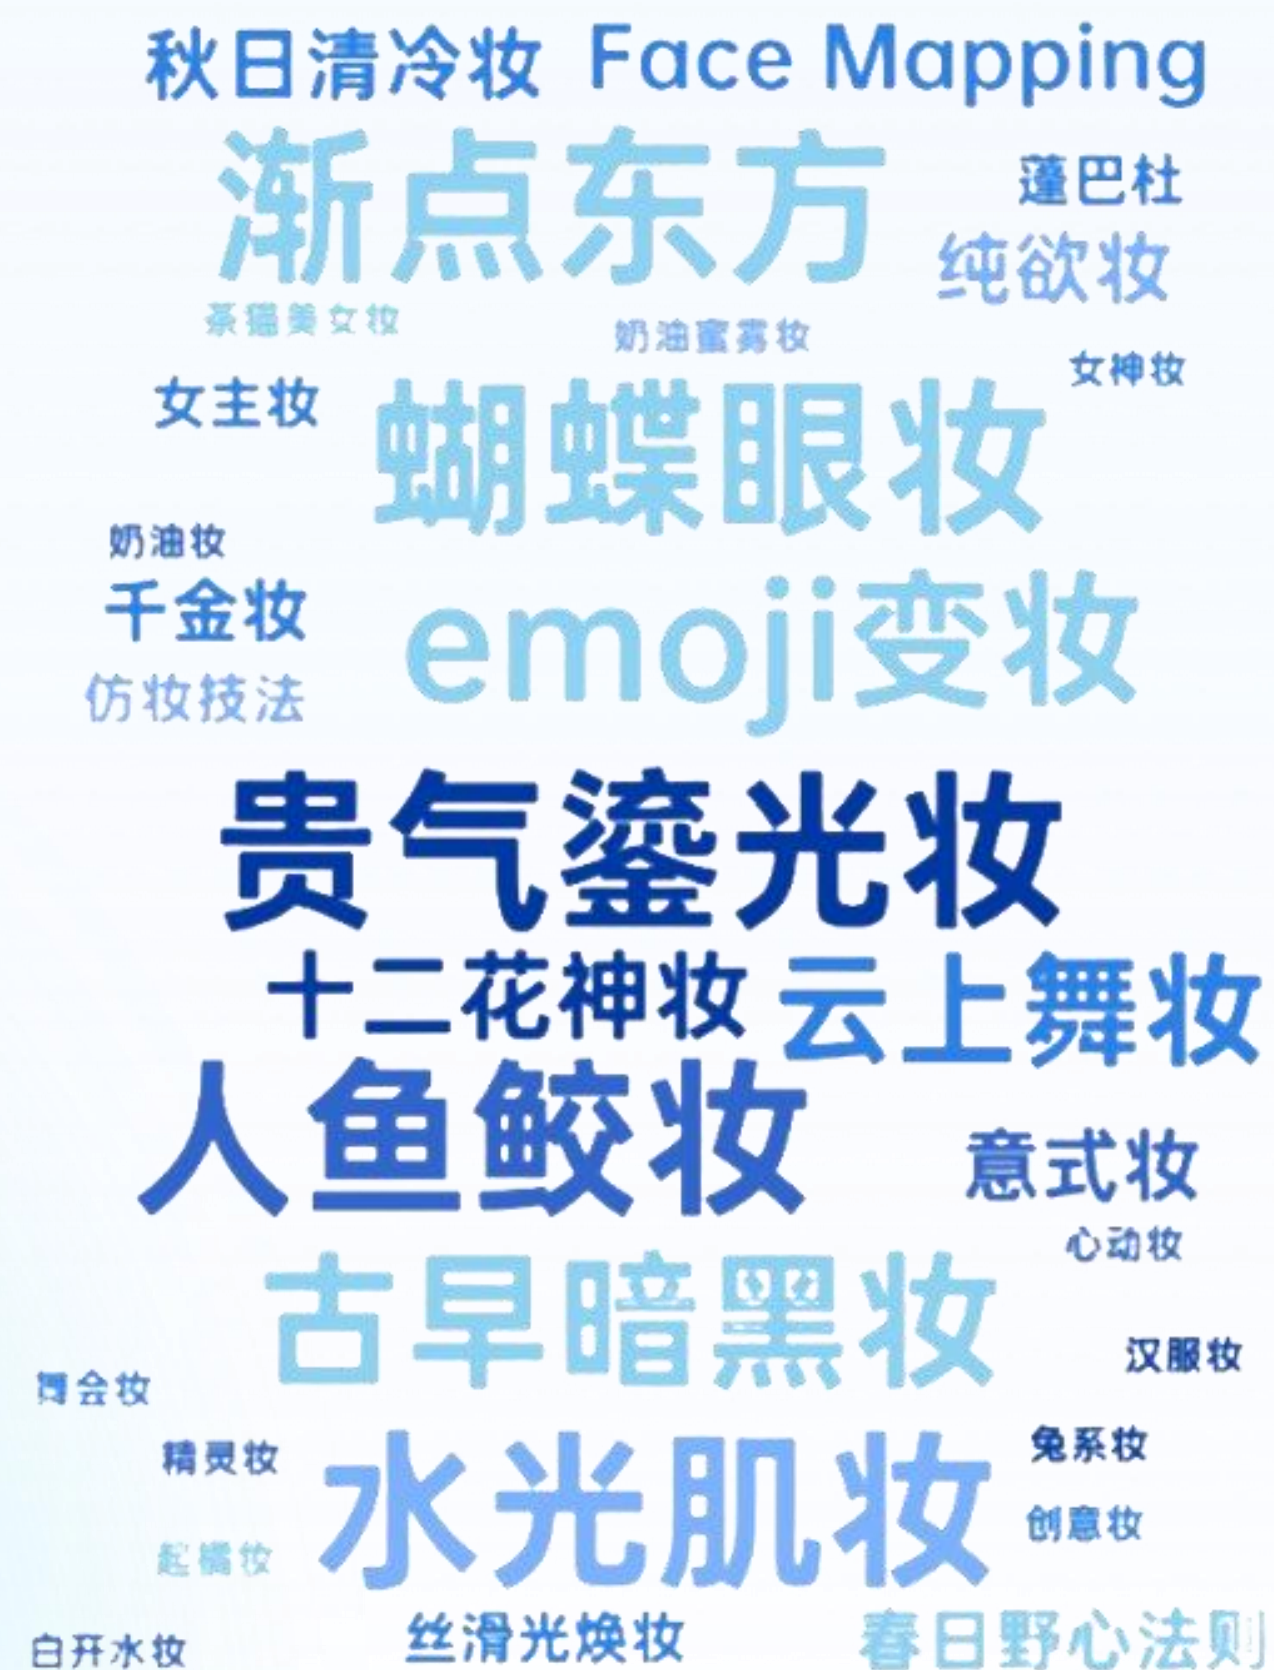 秋日清冷妆 Face Mapping
渐点东方
蓬巴杜
纯欲妆
茶猫美女妆
奶油蜜雾妆
女神妆
女主妆
蝴蝶眼妆
奶油妆
千金妆
emoji变妆
仿妆技法
贵气鎏光妆
十二花神妆
云上舞妆
人鱼鲛妆
意式妆
心动妆
古早暗黑妆
汉服妆
舞会妆
水光肌妆
兔系妆
精灵妆
创意妆
丝滑光焕妆
春日野心法则
白开水妆